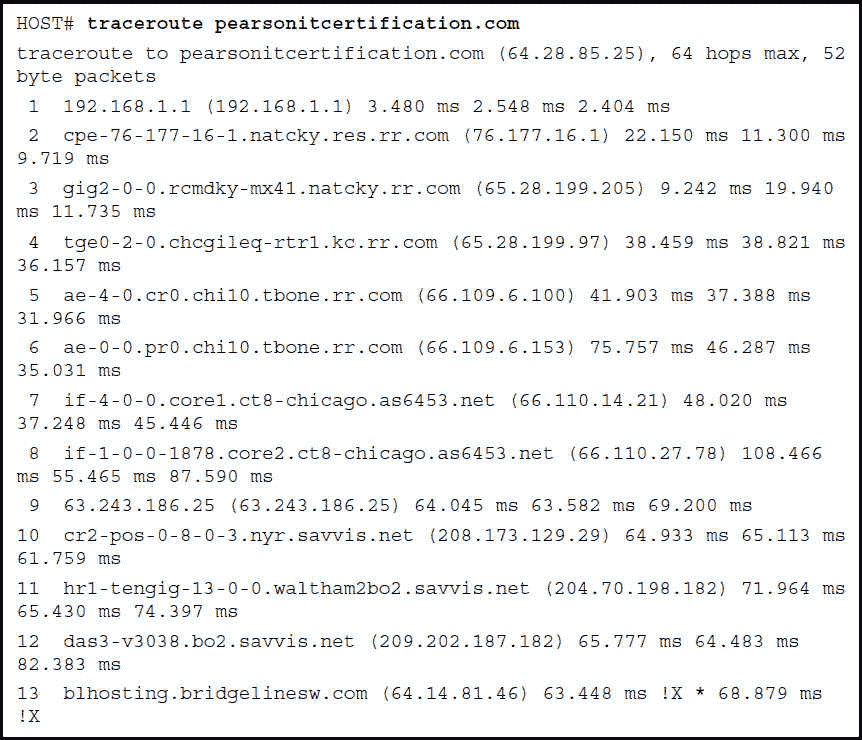 HOST# traceroute pearsonitcertification.com
traceroute to pearsonitcertification.com (64.28.85.25), 64 hops max, 52
byte packets
1 192.168.1.1 (192.168.1.1) 3.480 ms 2.548 ms 2.404 ms
2 cpe-76-177-16-1.natcky.res.rr.com (76.177.16.1) 22.150 ms 11.300 ms
9.719 ms
3 gig2-0-0.rcmdky-mx41.natcky.rr.com (65.28.199.205) 9.242 ms 19.940
ms 11.735 ms
4 tge0-2-0.chcgileq-rtr1.kc.rr.com (65.28.199.97) 38.459 ms 38.821 ms
36.157 ms
5 ae-4-0.cr0.chi10.tbone.rr.com (66.109.6.100) 41.903 ms 37.388 ms
31.966 ms
6 ae-0-0.pr0.chi10.tbone.rr.com (66.109.6.153) 75.757 ms 46.287 ms
35.031 ms
7 if-4-0-0.core1.ct8-chicago.as6453.net (66.110.14.21) 48.020 ms
37.248 ms 45.446 ms
8 if-1-0-0-1878.core2.ct8-chicago.as6453.net (66.110.27.78) 108.466
ms 55.465 ms 87.590 ms
9 63.243.186.25 (63.243.186.25) 64.045 ms 63.582 ms 69.200 ms
10 cr2-pos-0-8-0-3.nyr.savvis.net (208.173.129.29) 64.933 ms 65.113 ms
61.759 ms
11 hr1-tengig-13-0-0.waltham2bo2.savvis.net (204.70.198.182) 71.964 ms
65.430 ms 74.397 ms
12 das3-v3038.bo2.savvis.net (209.202.187.182) 65.777 ms 64.483 ms
82.383 ms
13 blhosting.bridgelinesw.com (64.14.81.46) 63.448 ms !X * 68.879 ms
!X